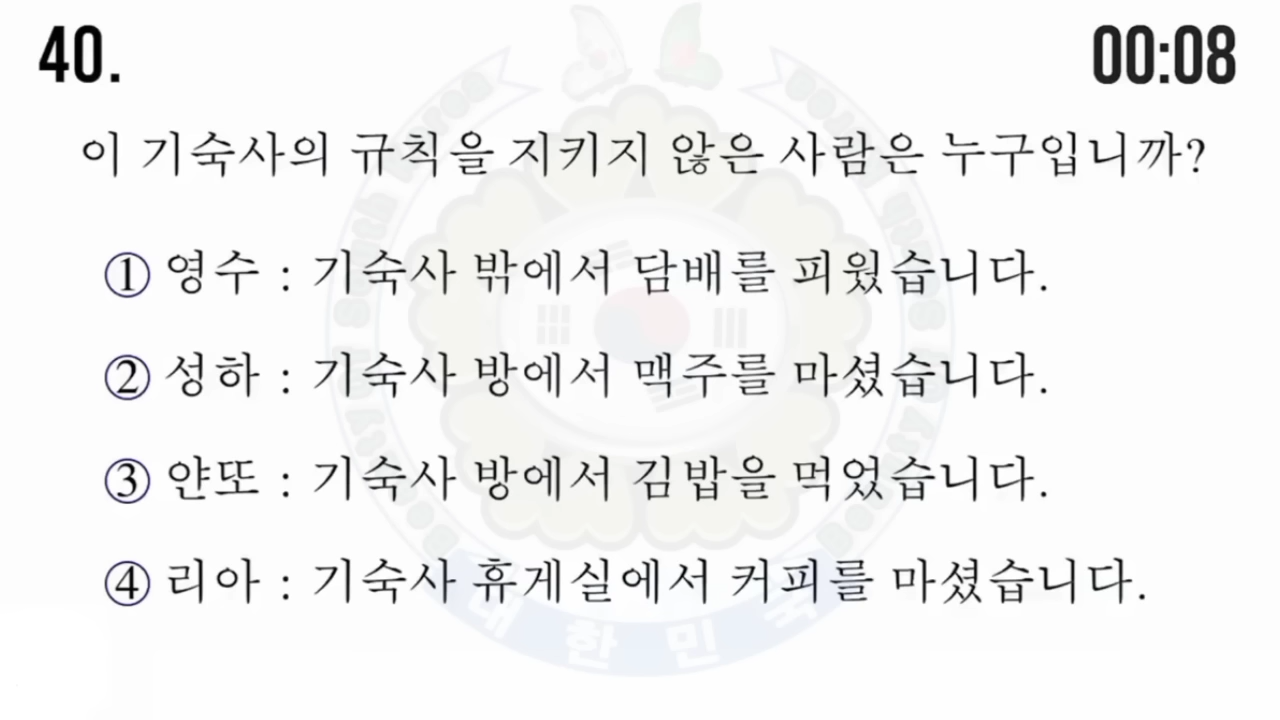 40.
00:08
이 기숙사의 규칙을 지키지 않은 사람은 누구입니까?
① 영수 : 기숙사 밖에서 담배를 피웠습니다.
② 성하 : 기숙사 방에서 맥주를 마셨습니다.
③ 얀또 : 기숙사 방에서 김밥을 먹었습니다.
④ 리아 : 기숙사 휴게실에서 커피를 마셨습니다.
대한민국